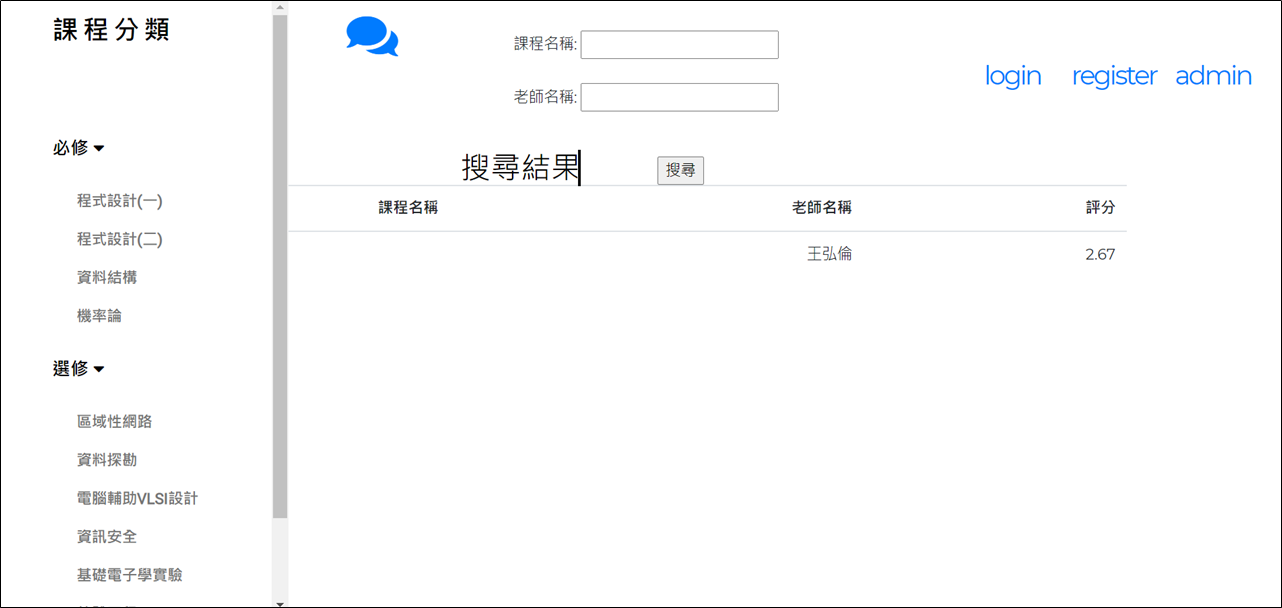 課程分類
必修
程式設計(一)
程式設計(二)
資料結構
機率論
選修
區域性網路
資料探勘
電腦輔助VLSI設計
資訊安全
基礎電子學實驗
課程名稱:
老師名稱:
login register admin
搜尋結果 搜尋
課程名稱 老師名稱 評分
王弘倫 2.67